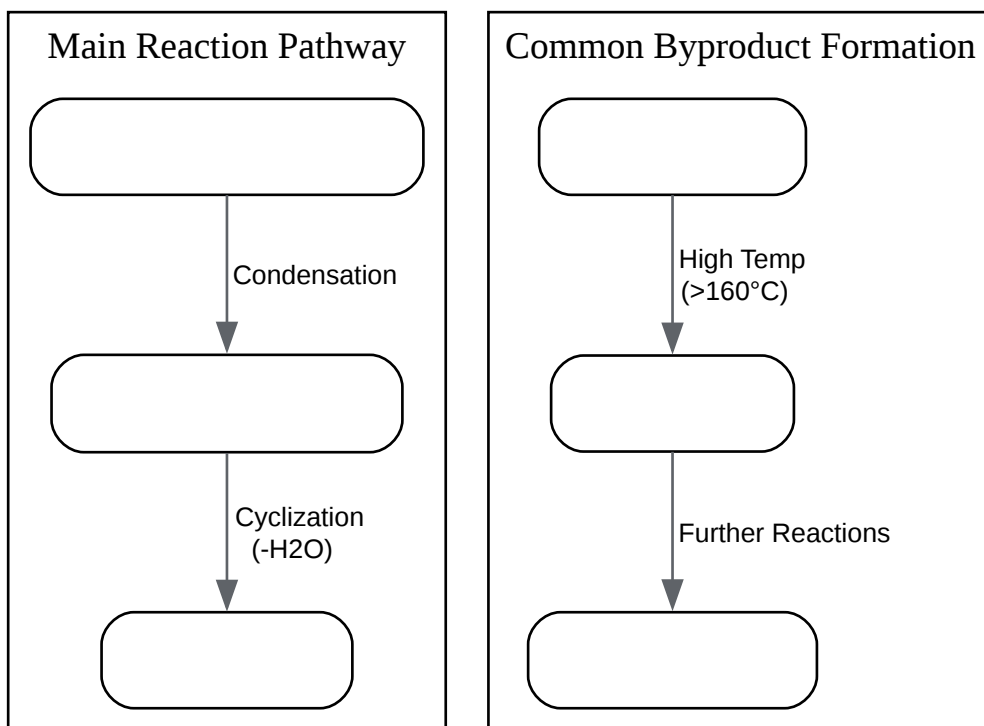 Main Reaction Pathway
Condensation
Cyclization
(-H2O)
Common Byproduct Formation
High Temp
(>160°C)
Further Reactions